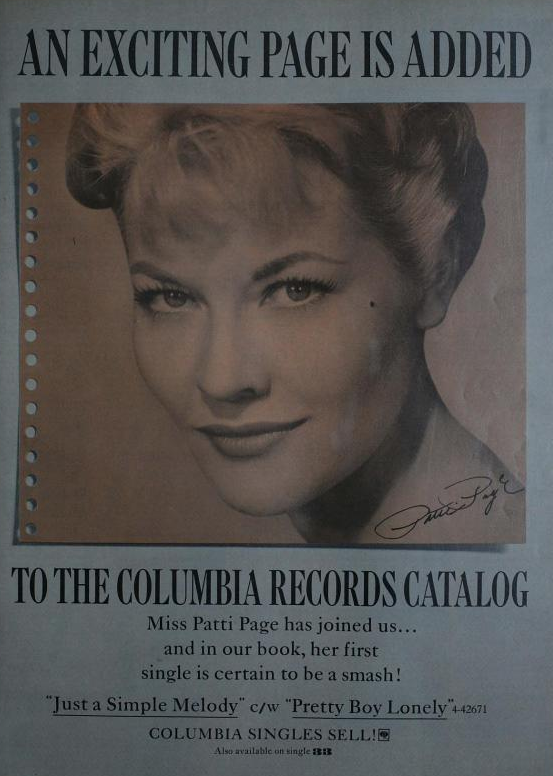 AN EXCITING PAGE IS ADDED
Patti Page
TO THE COLUMBIA RECORDS CATALOG
Miss Patti Page has joined us...
and in our book, her first
single is certain to be a smash!
"Just a Simple Melody" c/w "Pretty Boy Lonely" 4-42671
COLUMBIA SINGLES SELL!
Also available on single 33